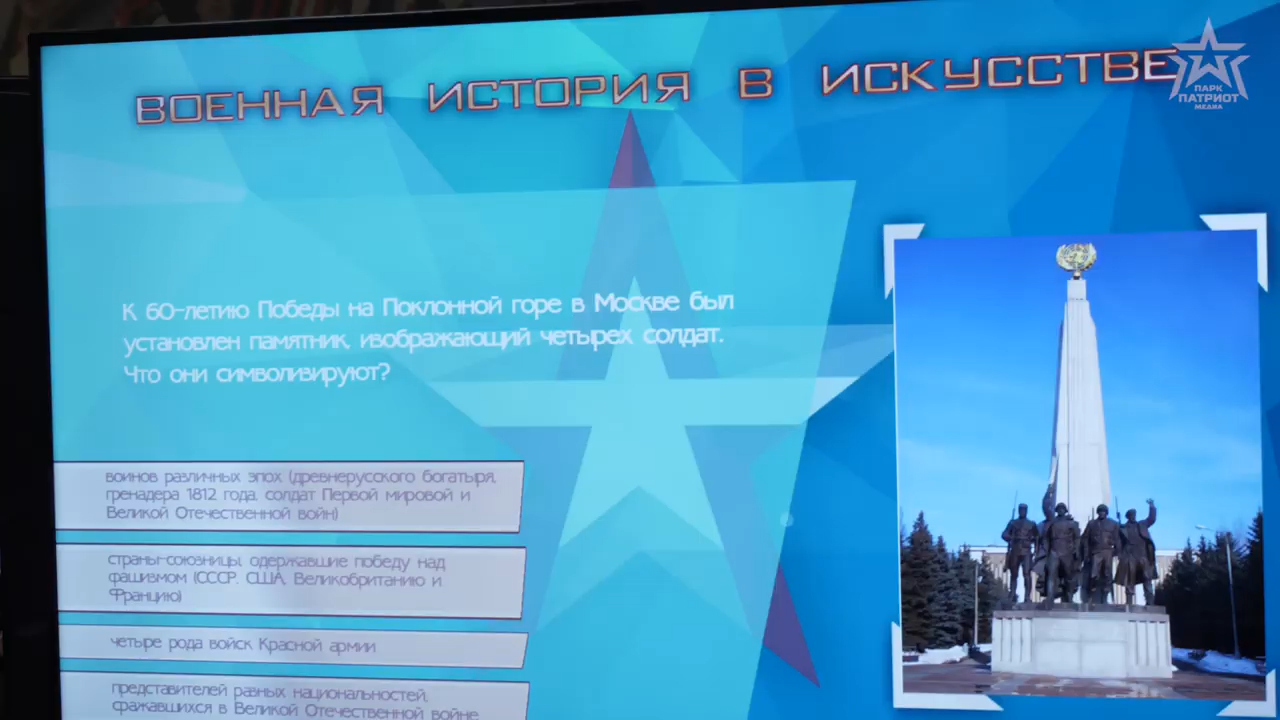 ВОЕННАЯ ИСТОРИЯ В ИСКУССТВЕ
ПАРК
ПАТРИОТ
МЕДИА
К 60-летию Победы на Поклонной горе в Москве был
установлен памятник, изображающий четырех солдат.
Что они символизируют?
воинов различных эпох (древнерусского богатыря,
гренадера 1812 года, солдат Первой мировой и
Великой Отечественной войн)
страны-союзницы, одержавшие победу над
фашизмом (СССР, США, Великобританию и
Францию)
четыре рода войск Красной армии
представителей разных национальностей,
сражавшихся в Великой Отечественной войне